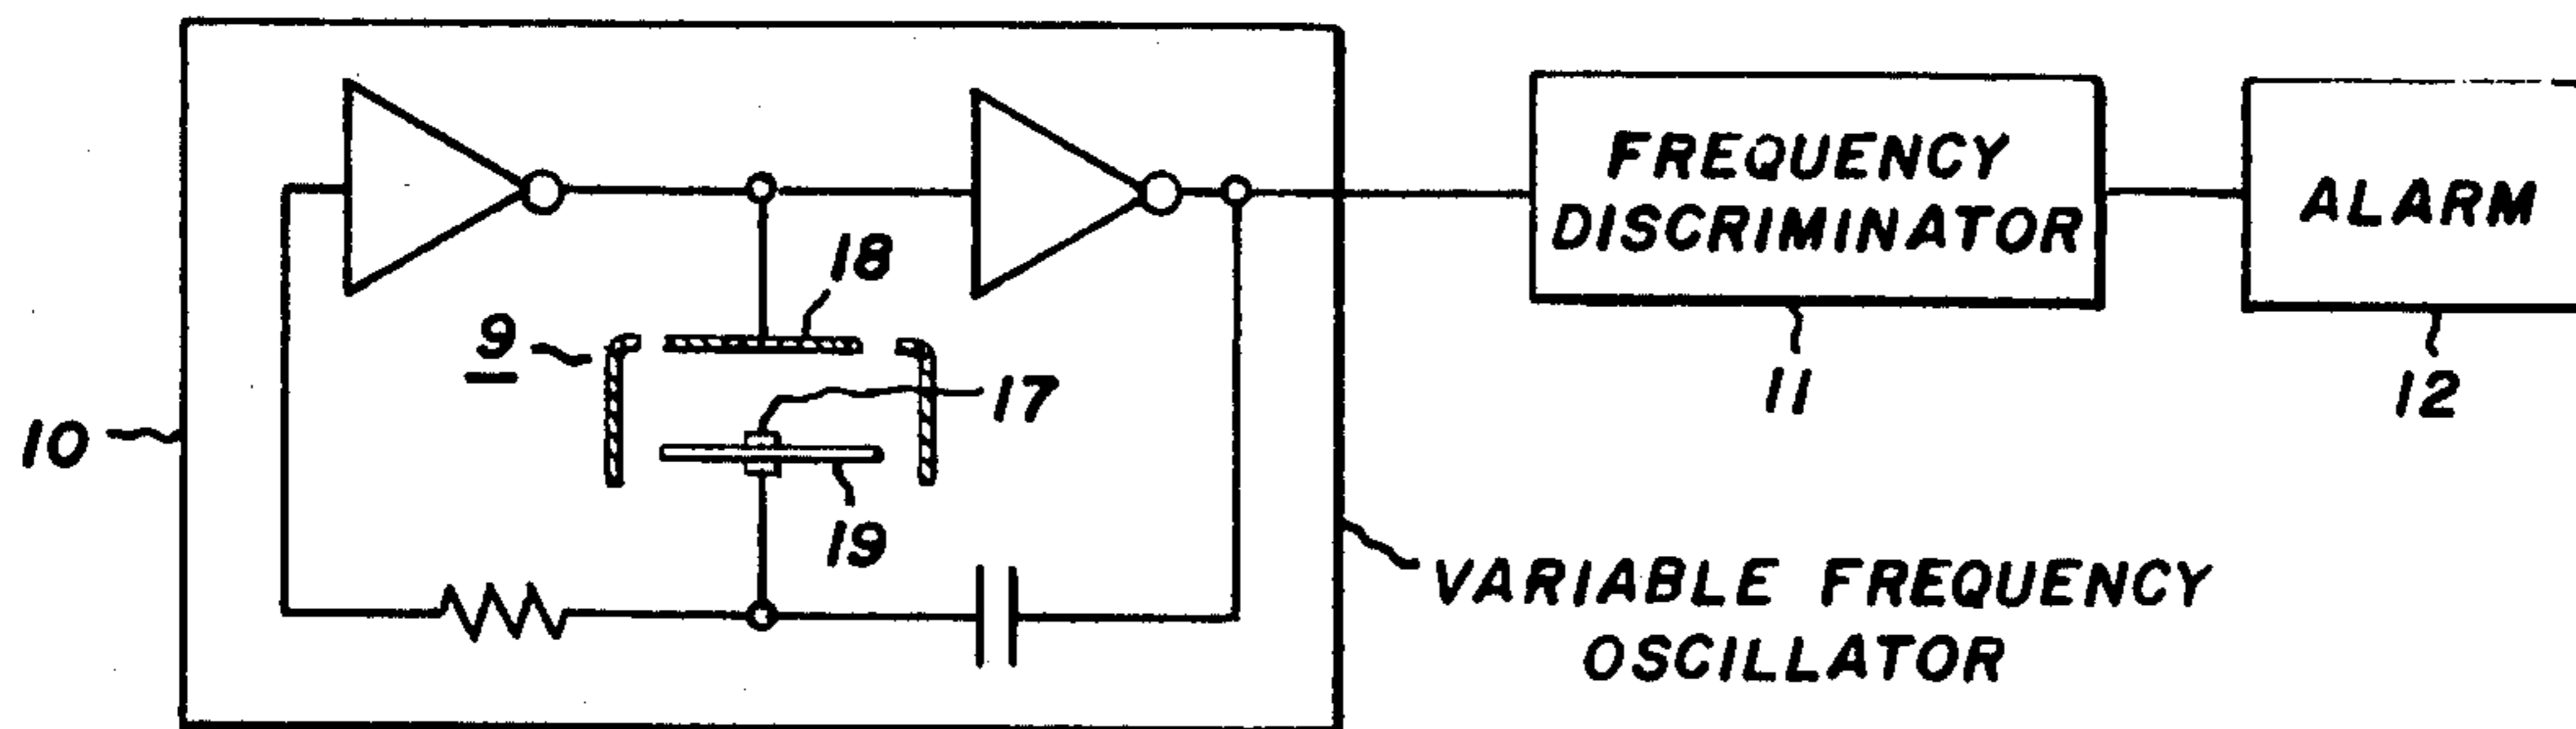 FREQUENCY
DISCRIMINATOR
ALARM
18
9
17
10
11
12
19
VARIABLE FREQUENCY
OSCILLATOR